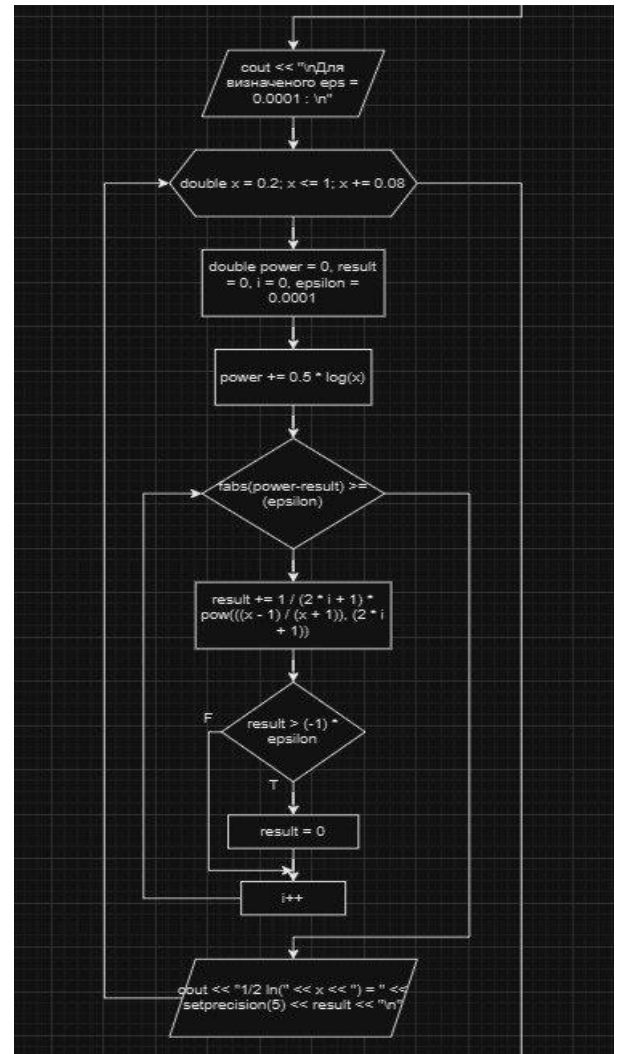 cout << "\nДля
визначеного eps =
0.0001 : \n"
double x = 0.2; x <= 1; x += 0.08
double power = 0, result
= 0, i = 0, epsilon =
0.0001
power += 0.5 * log(x)
fabs(power-result) >=
(epsilon)
result += 1 / (2 * i + 1) *
pow(((x - 1) / (x + 1)), (2 * i
+ 1))
F
result > (-1) *
epsilon
T
result = 0
i++
cout << "1/2 ln(" << x << ") = " <<
setprecision(5) << result << "\n"